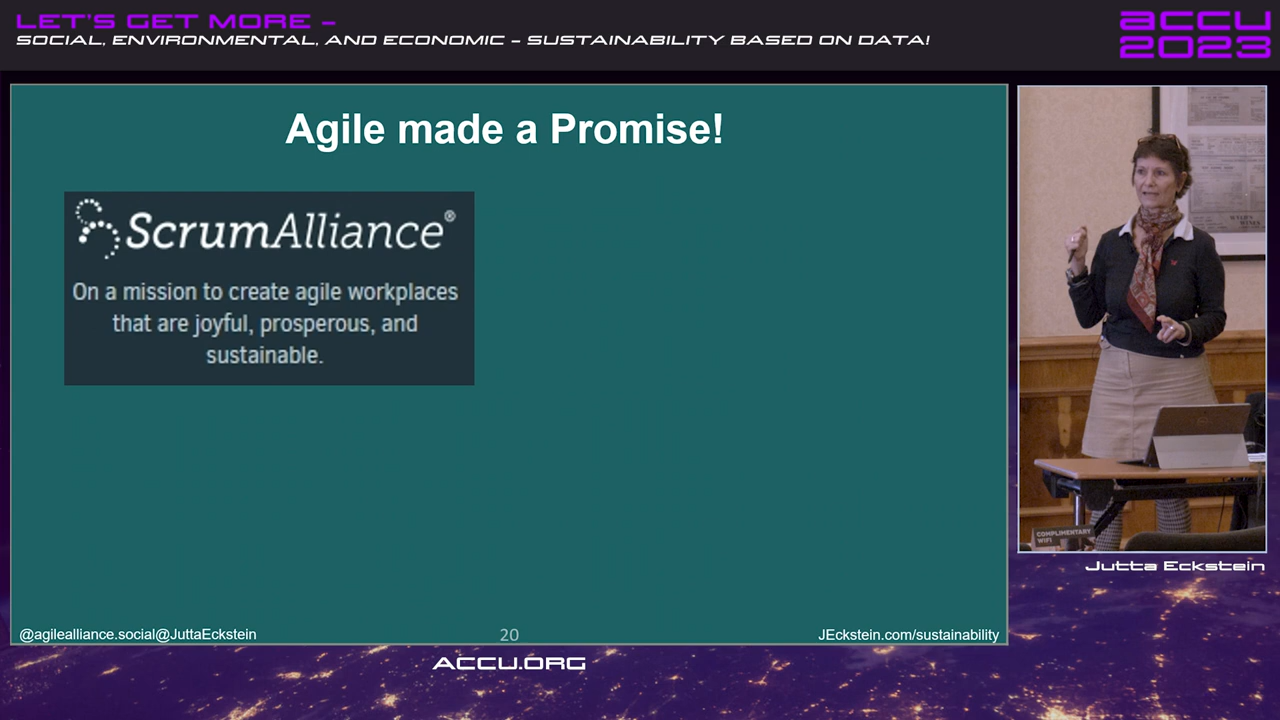 LET'S GET MORE –
SOCIAL, ENVIRONMENTAL, AND ECONOMIC – SUSTAINABILITY BASED ON DATA!
accu
2023
Agile made a Promise!
ScrumAlliance®
On a mission to create agile workplaces
that are joyful, prosperous, and
sustainable.
COMPLIMENTARY
WIFI
Jutta Eckstein
@agilealliance.social@JuttaEckstein
20
JEckstein.com/sustainability
ACCU.ORG